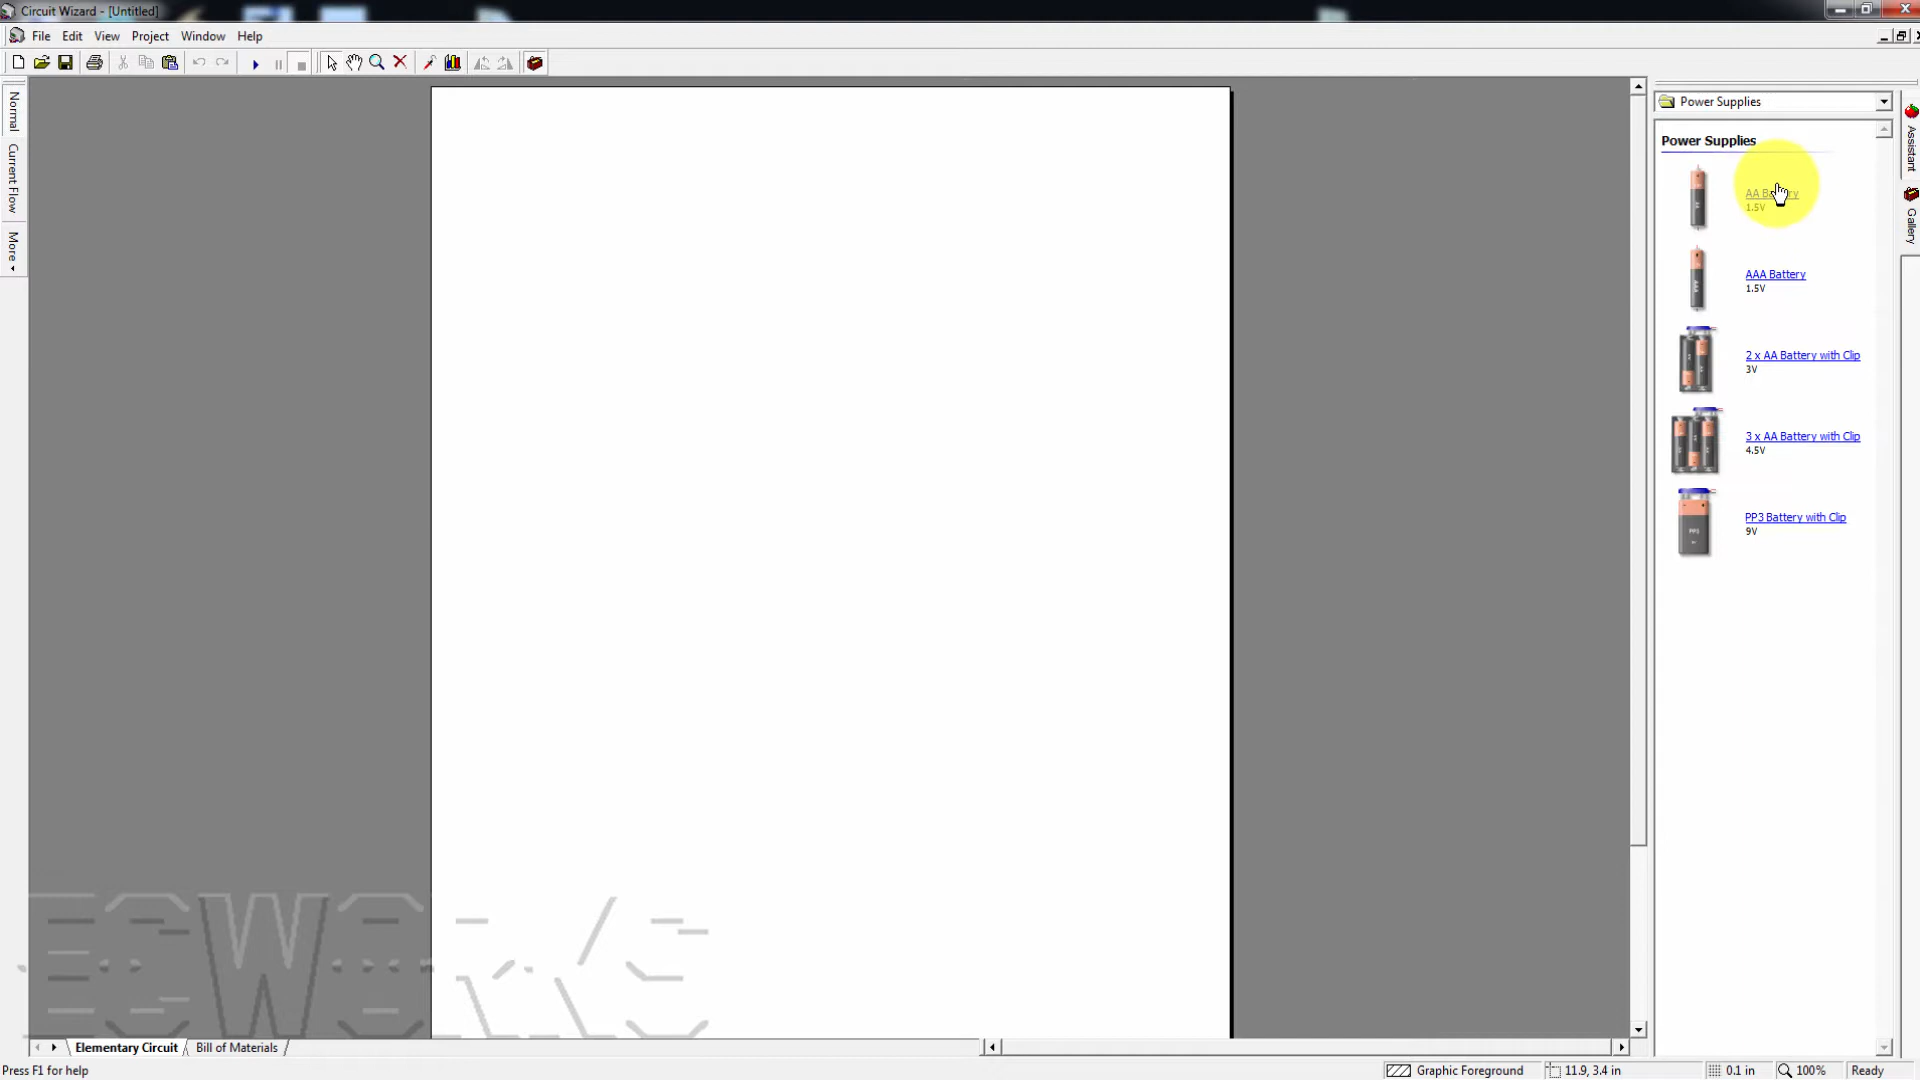 Circuit Wizard - [Untitled]
File Edit View Project Window Help
Normal
Current Flow
More
Power Supplies
Power Supplies
AA Battery
1.5V
AAA Battery
1.5V
2 x AA Battery with Clip
3V
3 x AA Battery with Clip
4.5V
PP3 Battery with Clip
9V
Assistant
Gallery
Elementary Circuit
Bill of Materials
Press F1 for help
Graphic Foreground
11.9, 3.4 in
0.1 in
100%
Ready